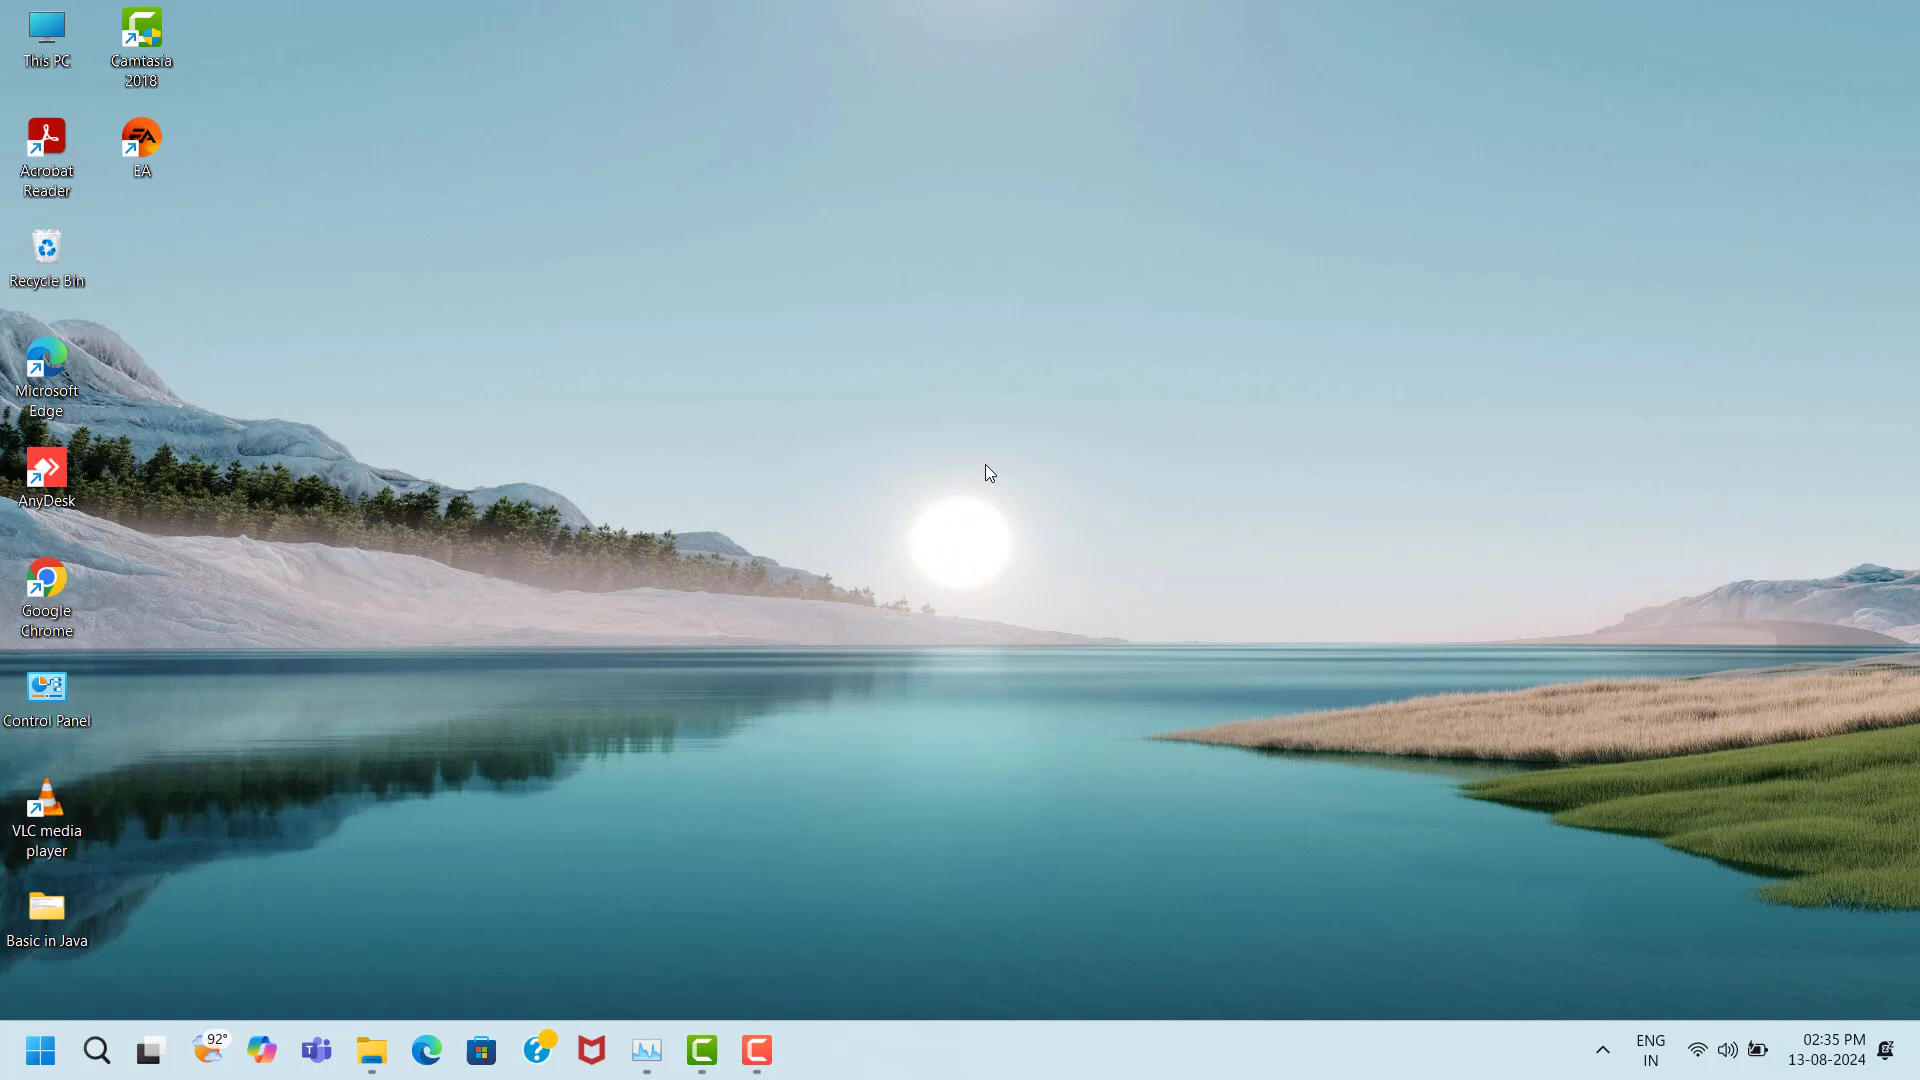 This PC
Camtasia
2018
Acrobat
Reader
EA
Recycle Bin
Microsoft
Edge
AnyDesk
Google
Chrome
Control Panel
VLC media
player
Basic in Java
92°
ENG
IN
02:35 PM
13-08-2024